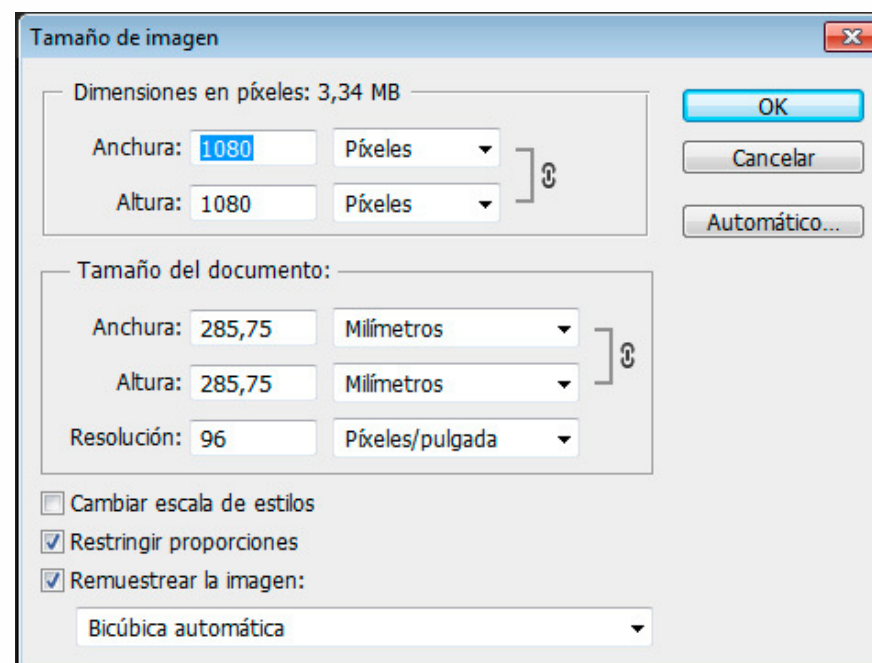 Tamaño de imagen
Dimensiones en píxeles: 3,34 MB
OK
Anchura: 1080 Píxeles
Cancelar
Altura: 1080 Píxeles
Automático...
Tamaño del documento:
Anchura: 285,75 Milímetros
Altura: 285,75 Milímetros
Resolución: 96 Píxeles/pulgada
Cambiar escala de estilos
Restringir proporciones
Remuestrear la imagen:
Bicúbica automática